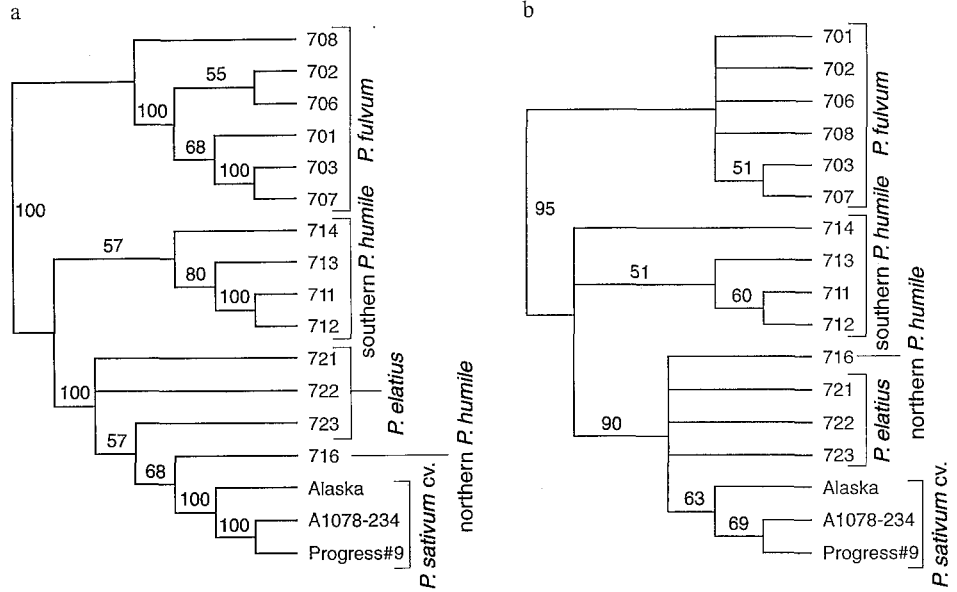 a
708
702
55
706
100
701
68
703
100
707
P. fulvum
100
714
57
713
80
711
100
712
southern P. humile
721
100
722
723
P. elatius
57
716
68
northern P. humile
Alaska
100
A1078-234
100
Progress#9
P. sativum cv.
b
701
702
706
708
703
51
707
P. fulvum
95
714
713
51
711
60
712
southern P. humile
716
northern P. humile
721
722
90
723
P. elatius
Alaska
63
A1078-234
69
Progress#9
P. sativum cv.